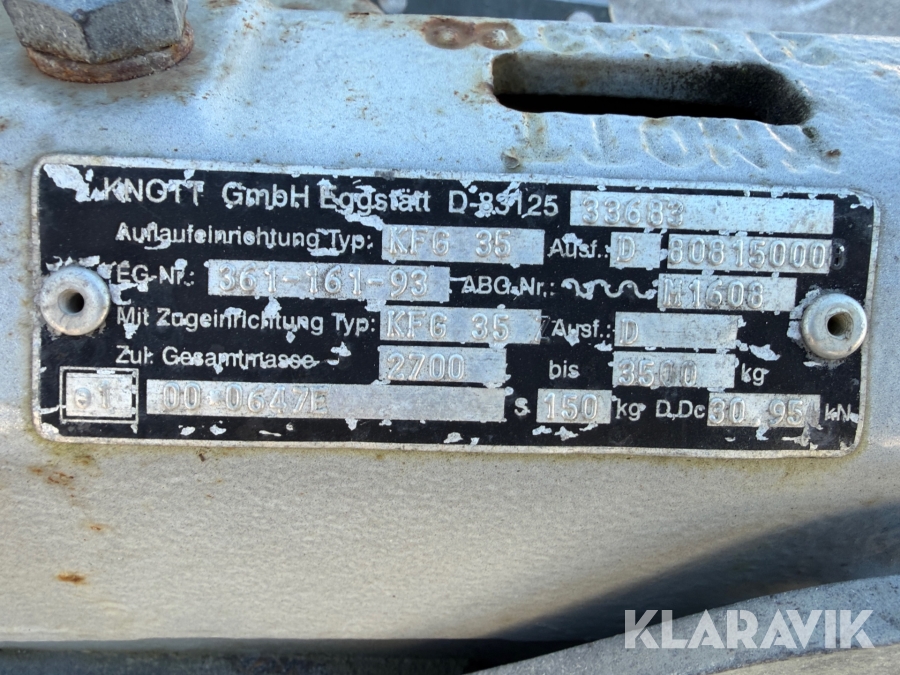 KNOTT
KNOTT GmbH Eggstätt D-83125 33683
Auflaufeinrichtung Typ: KFG 35 Ausf.: D 80815000
EG-Nr.: 361-161-93 ABG-Nr.: M1608
Mit Zugeinrichtung Typ: KFG 35 Ausf.: D
Zul. Gesamtmasse 2700 bis 3500 kg
e1 00-0647/E S 150 kg D,Dc 30,95 kN
KLARAVIK